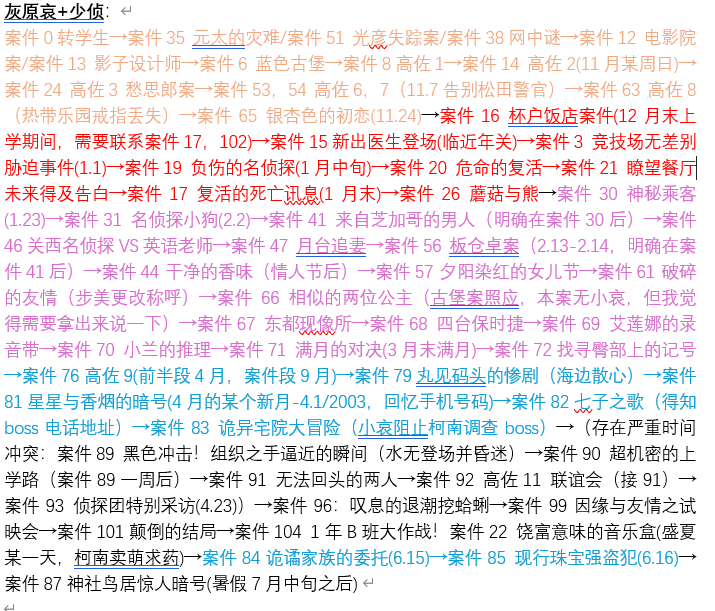 灰原哀+少侦：
案件 0 转学生→案件 35 元太的灾难/案件 51 光彦失踪案/案件 38 网中谜→案件 12 电影院
案/案件 13 影子设计师→案件 6 蓝色古堡→案件 8 高佐 1→案件 14 高佐 2(11 月某周日)→
案件 24 高佐 3 愁思郎案→案件 53，54 高佐 6，7（11.7 告别松田警官）→案件 63 高佐 8
（热带乐园戒指丢失）→案件 65 银杏色的初恋(11.24)→案件 16 杯户饭店案件(12 月末上
学期间，需要联系案件 17，102)→案件 15 新出医生登场(临近年关)→案件 3 竞技场无差别
胁迫事件(1.1)→案件 19 负伤的名侦探(1 月中旬)→案件 20 危命的复活→案件 21 瞭望餐厅
未来得及告白→案件 17 复活的死亡讯息(1 月末)→案件 26 蘑菇与熊→案件 30 神秘乘客
(1.23)→案件 31 名侦探小狗(2.2)→案件 41 来自芝加哥的男人（明确在案件 30 后）→案件
46 关西名侦探 VS 英语老师→案件 47 月台追妻→案件 56 板仓卓案（2.13-2.14，明确在案
件 41 后）→案件 44 干净的香味（情人节后）→案件 57 夕阳染红的女儿节→案件 61 破碎
的友情（步美更改称呼）→案件 66 相似的两位公主（古堡案照应，本案无小哀，但我觉
得需要拿出来说一下）→案件 67 东都现像所→案件 68 四台保时捷→案件 69 艾莲娜的录
音带→案件 70 小兰的推理→案件 71 满月的对决(3 月末满月)→案件 72 找寻臀部上的记号
→案件 76 高佐 9(前半段 4 月，案件段 9 月)→案件 79 丸见码头的惨剧（海边散心）→案件
81 星星与香烟的暗号(4 月的某个新月-4.1/2003，回忆手机号码)→案件 82 七子之歌（得知
boss 电话地址）→案件 83 诡异宅院大冒险（小哀阻止柯南调查 boss）→（存在严重时间
冲突：案件 89 黑色冲击！组织之手逼近的瞬间（水无登场并昏迷）→案件 90 超机密的上
学路（案件 89 一周后）→案件 91 无法回头的两人→案件 92 高佐 11 联谊会（接 91）→
案件 93 侦探团特别采访(4.23)）→案件 96：叹息的退潮挖蛤蜊→案件 99 因缘与友情之试
映会→案件 101 颠倒的结局→案件 104 1 年 B 班大作战！案件 22 饶富意味的音乐盒(盛夏
某一天，柯南卖萌求药)→案件 84 诡谲家族的委托(6.15)→案件 85 现行珠宝强盗犯(6.16)→
案件 87 神社鸟居惊人暗号(暑假 7 月中旬之后)